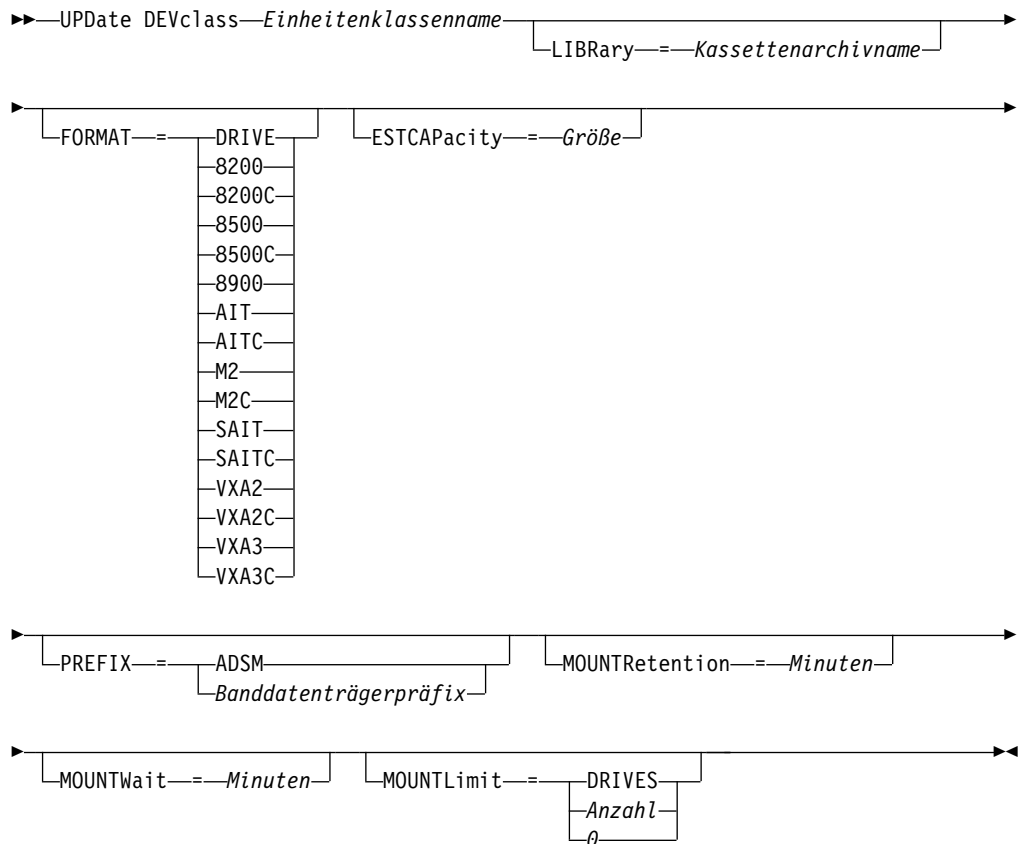 UPDate DEVclass Einheitenklassenname
LIBRary = Kassettenarchivname
FORMAT = DRIVE
8200
8200C
8500
8500C
8900
AIT
AITC
M2
M2C
SAIT
SAITC
VXA2
VXA2C
VXA3
VXA3C
ESTCAPacity = Größe
PREFIX = ADSM
Banddatenträgerpräfix
MOUNTRetention = Minuten
MOUNTWait = Minuten
MOUNTLimit = DRIVES
Anzahl
0